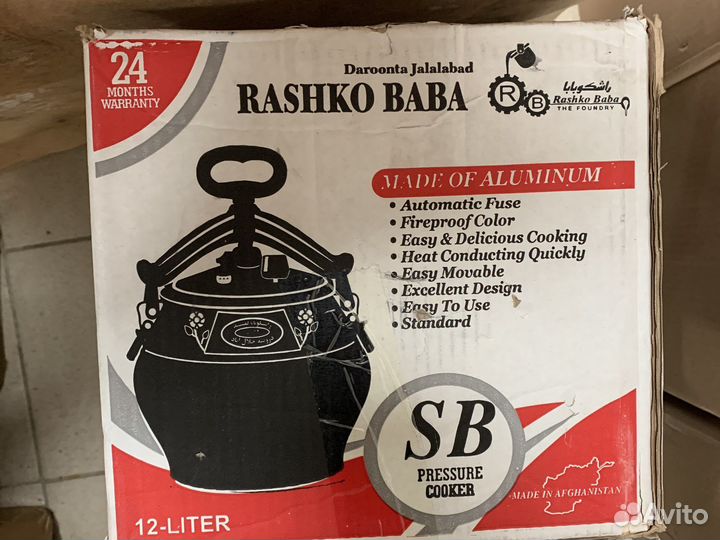 24
MONTHS
WARRANTY
Daroonta Jalalabad
RASHKO BABA
R B
راشکوبابا
Rashko Baba
THE FOUNDRY
MADE OF ALUMINUM
• Automatic Fuse
• Fireproof Color
• Easy & Delicious Cooking
• Heat Conducting Quickly
• Easy Movable
• Excellent Design
• Easy To Use
• Standard
SB
PRESSURE
COOKER
MADE IN AFGHANISTAN
12-LITER
Avito